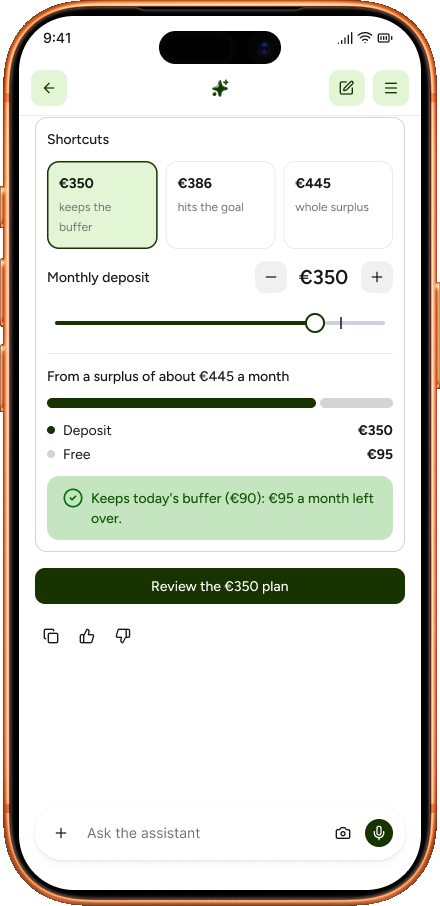 9:41
Shortcuts
€350
keeps the
buffer
€386
hits the goal
€445
whole surplus
Monthly deposit
€350
From a surplus of about €445 a month
Deposit
€350
Free
€95
Keeps today's buffer (€90): €95 a month left
over.
Review the €350 plan
Ask the assistant